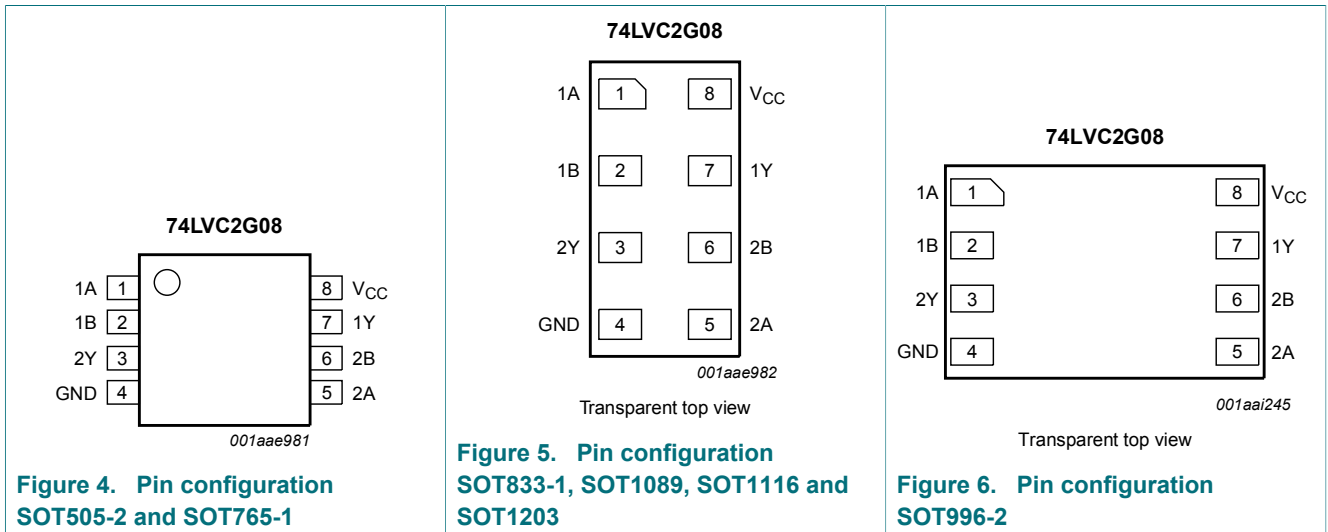 74LVC2G08
1A 1
1B 2
2Y 3
GND 4
8 VCC
7 1Y
6 2B
5 2A
001aae981
Figure 4. Pin configuration
SOT505-2 and SOT765-1
74LVC2G08
1A 1
1B 2
2Y 3
GND 4
8 VCC
7 1Y
6 2B
5 2A
001aae982
Transparent top view
Figure 5. Pin configuration
SOT833-1, SOT1089, SOT1116 and
SOT1203
74LVC2G08
1A 1
1B 2
2Y 3
GND 4
8 VCC
7 1Y
6 2B
5 2A
001aai245
Transparent top view
Figure 6. Pin configuration
SOT996-2